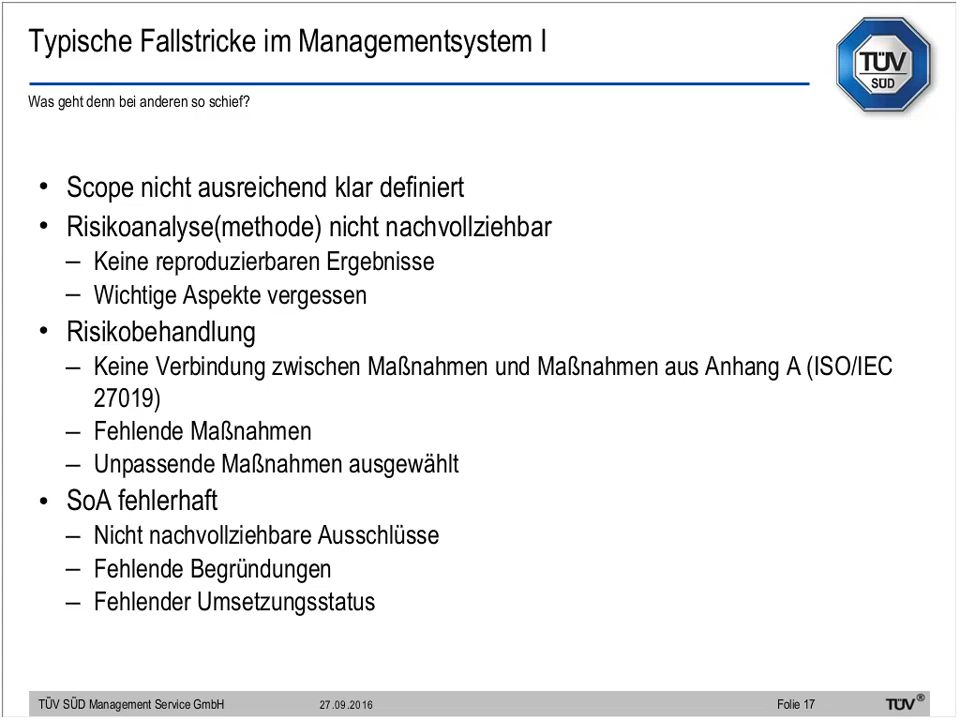 Typische Fallstricke im Managementsystem I
TÜV
SÜD
Was geht denn bei anderen so schief?
• Scope nicht ausreichend klar definiert
• Risikoanalyse(methode) nicht nachvollziehbar
– Keine reproduzierbaren Ergebnisse
– Wichtige Aspekte vergessen
• Risikobehandlung
– Keine Verbindung zwischen Maßnahmen und Maßnahmen aus Anhang A (ISO/IEC
27019)
– Fehlende Maßnahmen
– Unpassende Maßnahmen ausgewählt
• SoA fehlerhaft
– Nicht nachvollziehbare Ausschlüsse
– Fehlende Begründungen
– Fehlender Umsetzungsstatus
TÜV SÜD Management Service GmbH 27.09.2016 Folie 17 TÜV®